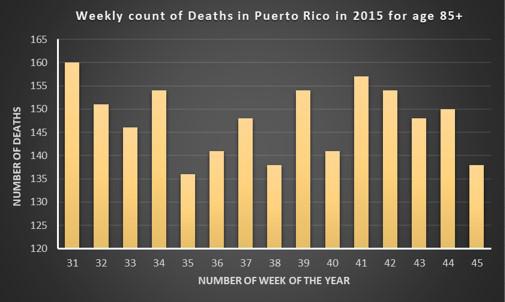 Weekly count of Deaths in Puerto Rico in 2015 for age 85+
165
160
155
150
145
140
135
130
125
120
NUMBER OF DEATHS
31 32 33 34 35 36 37 38 39 40 41 42 43 44 45
NUMBER OF WEEK OF THE YEAR